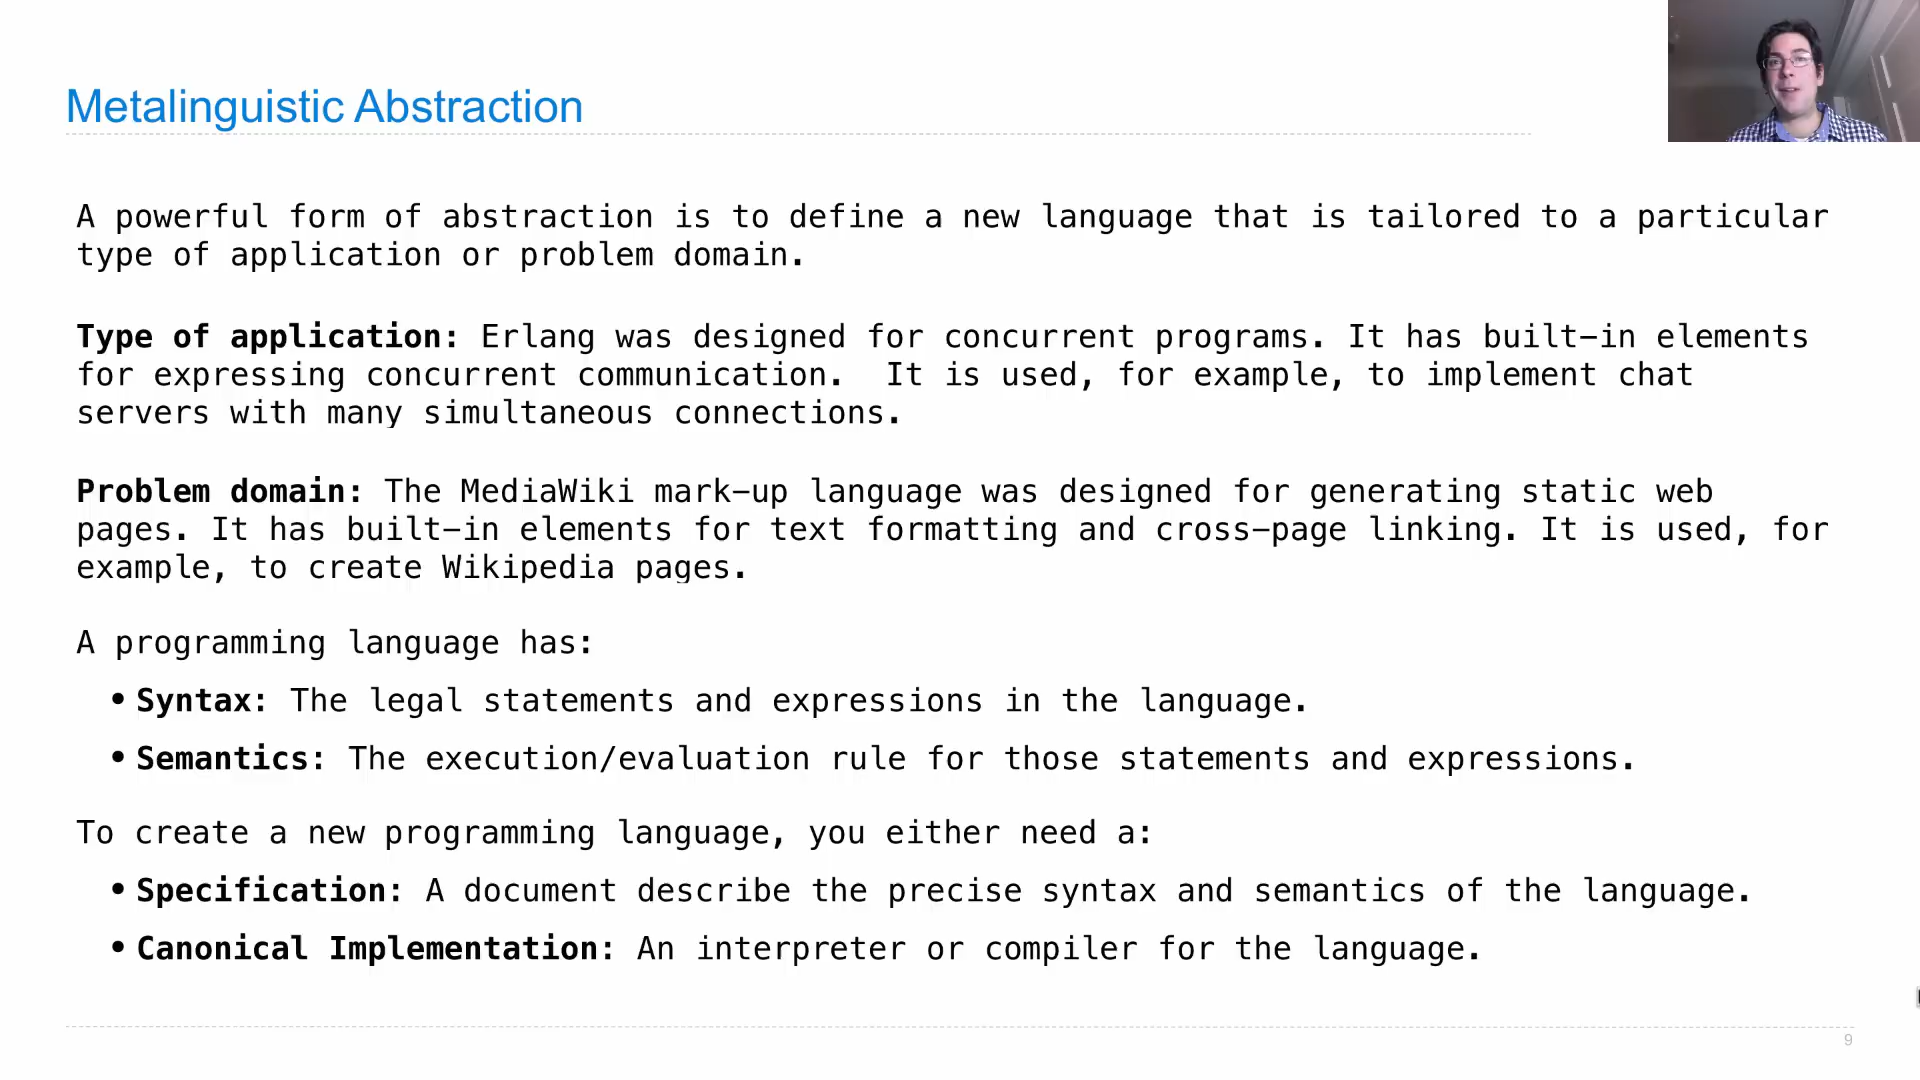 Metalinguistic Abstraction
A powerful form of abstraction is to define a new language that is tailored to a particular
type of application or problem domain.
Type of application: Erlang was designed for concurrent programs. It has built-in elements
for expressing concurrent communication.  It is used, for example, to implement chat
servers with many simultaneous connections.
Problem domain: The MediaWiki mark-up language was designed for generating static web
pages. It has built-in elements for text formatting and cross-page linking. It is used, for
example, to create Wikipedia pages.
A programming language has:
• Syntax: The legal statements and expressions in the language.
• Semantics: The execution/evaluation rule for those statements and expressions.
To create a new programming language, you either need a:
• Specification: A document describe the precise syntax and semantics of the language.
• Canonical Implementation: An interpreter or compiler for the language.
9